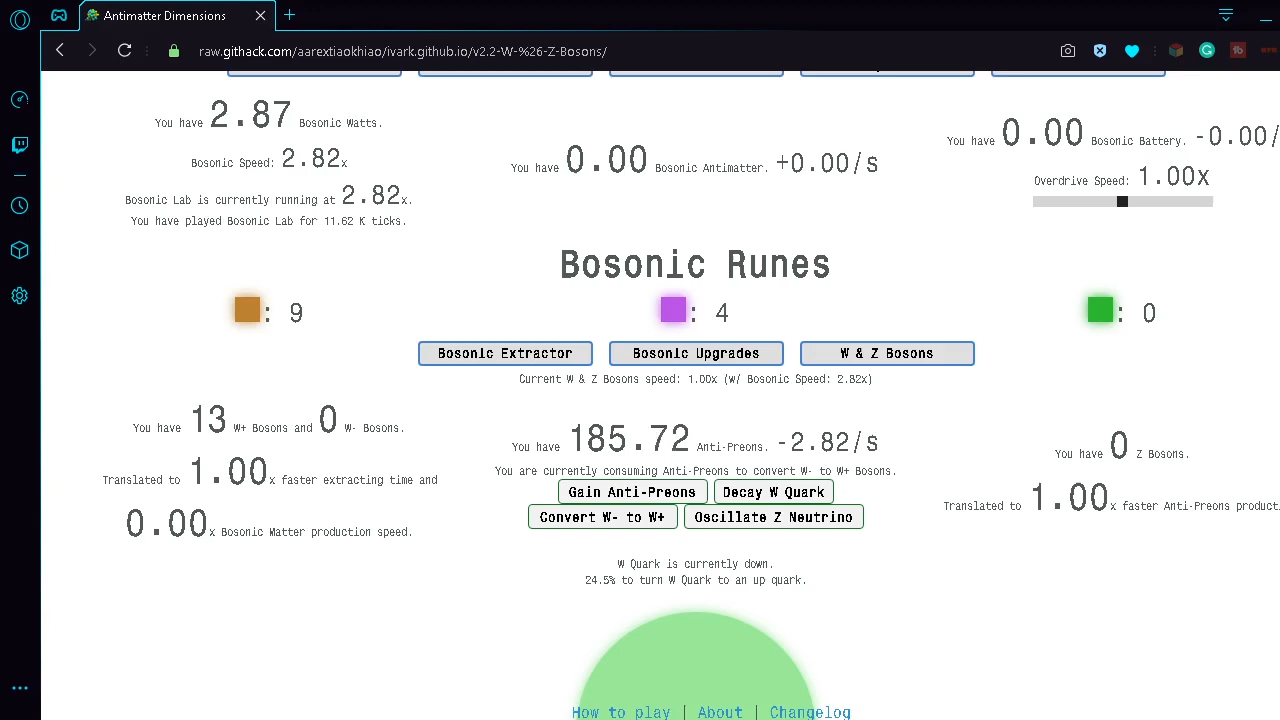 Antimatter Dimensions
raw.githack.com/aarextiaokhiao/ivark.github.io/v2.2-W-%26-Z-Bosons/
You have 2.87 Bosonic Watts.
Bosonic Speed: 2.82x
Bosonic Lab is currently running at 2.82x.
You have played Bosonic Lab for 11.62 K ticks.
You have 0.00 Bosonic Antimatter. +0.00/s
You have 0.00 Bosonic Battery. -0.00/
Overdrive Speed: 1.00x
Bosonic Runes
: 9
: 4
: 0
Bosonic Extractor
Bosonic Upgrades
W & Z Bosons
Current W & Z Bosons speed: 1.00x (w/ Bosonic Speed: 2.82x)
You have 13 W+ Bosons and 0 W- Bosons.
Translated to 1.00x faster extracting time and
0.00x Bosonic Matter production speed.
You have 185.72 Anti-Preons. -2.82/s
You are currently consuming Anti-Preons to convert W- to W+ Bosons.
Gain Anti-Preons
Decay W Quark
Convert W- to W+
Oscillate Z Neutrino
You have 0 Z Bosons.
Translated to 1.00x faster Anti-Preons product
W Quark is currently down.
24.5% to turn W Quark to an up quark.
How to play | About | Changelog